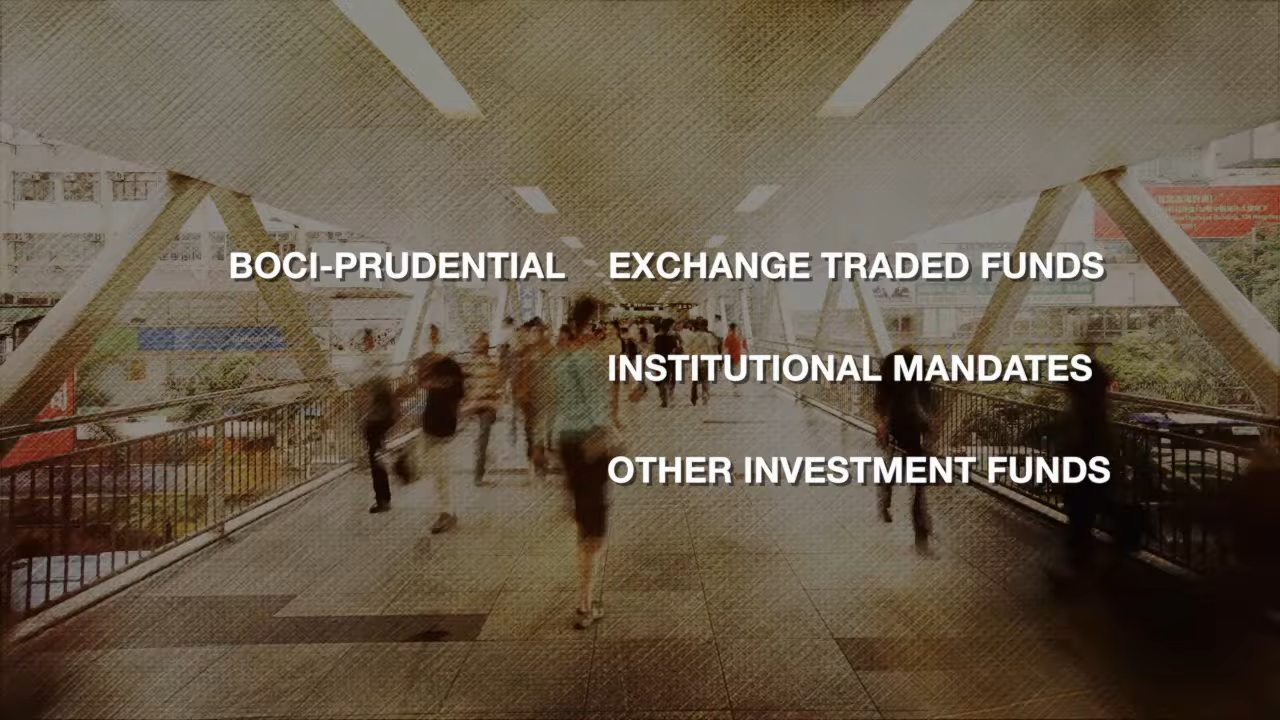 BOCI-PRUDENTIAL EXCHANGE TRADED FUNDS
INSTITUTIONAL MANDATES
OTHER INVESTMENT FUNDS